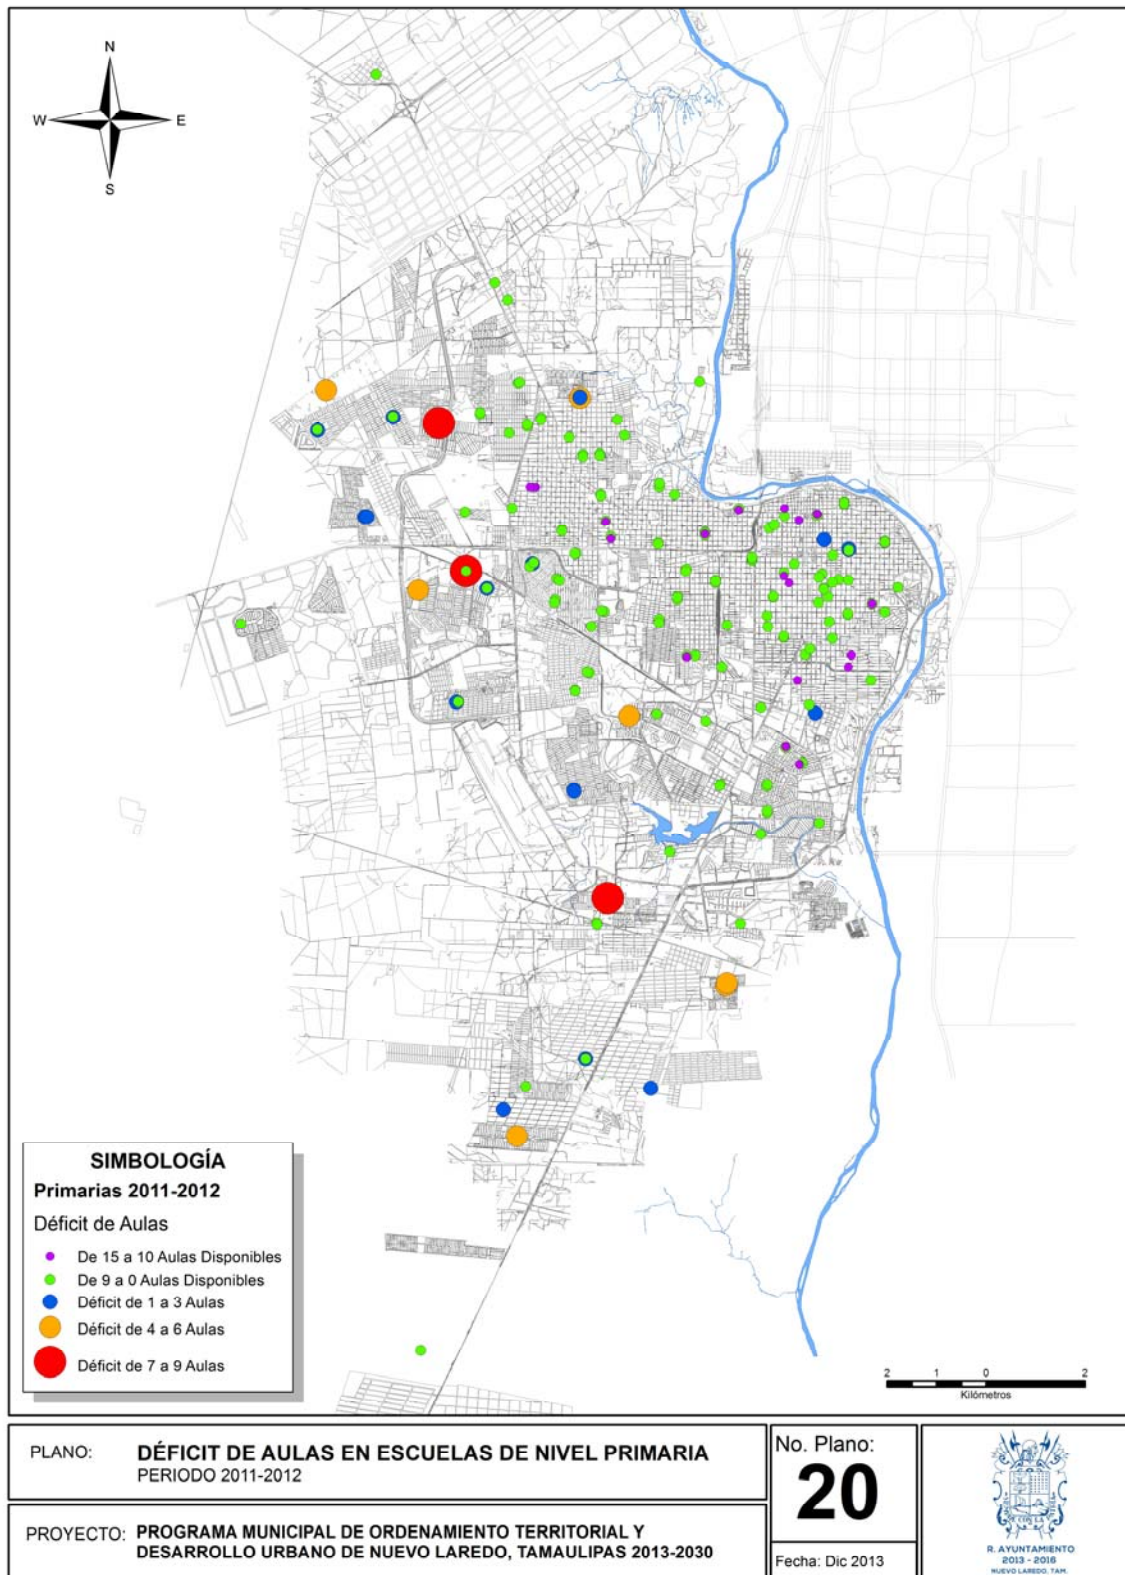 N
W
E
S
SIMBOLOGÍA
Primarias 2011-2012
Déficit de Aulas
De 15 a 10 Aulas Disponibles
De 9 a 0 Aulas Disponibles
Déficit de 1 a 3 Aulas
Déficit de 4 a 6 Aulas
Déficit de 7 a 9 Aulas
2 1 0 2
Kilómetros
PLANO: DÉFICIT DE AULAS EN ESCUELAS DE NIVEL PRIMARIA
PERIODO 2011-2012
PROYECTO: PROGRAMA MUNICIPAL DE ORDENAMIENTO TERRITORIAL Y
DESARROLLO URBANO DE NUEVO LAREDO, TAMAULIPAS 2013-2030
No. Plano:
20
Fecha: Dic 2013
R. AYUNTAMIENTO
2013 - 2016
NUEVO LAREDO, TAM.